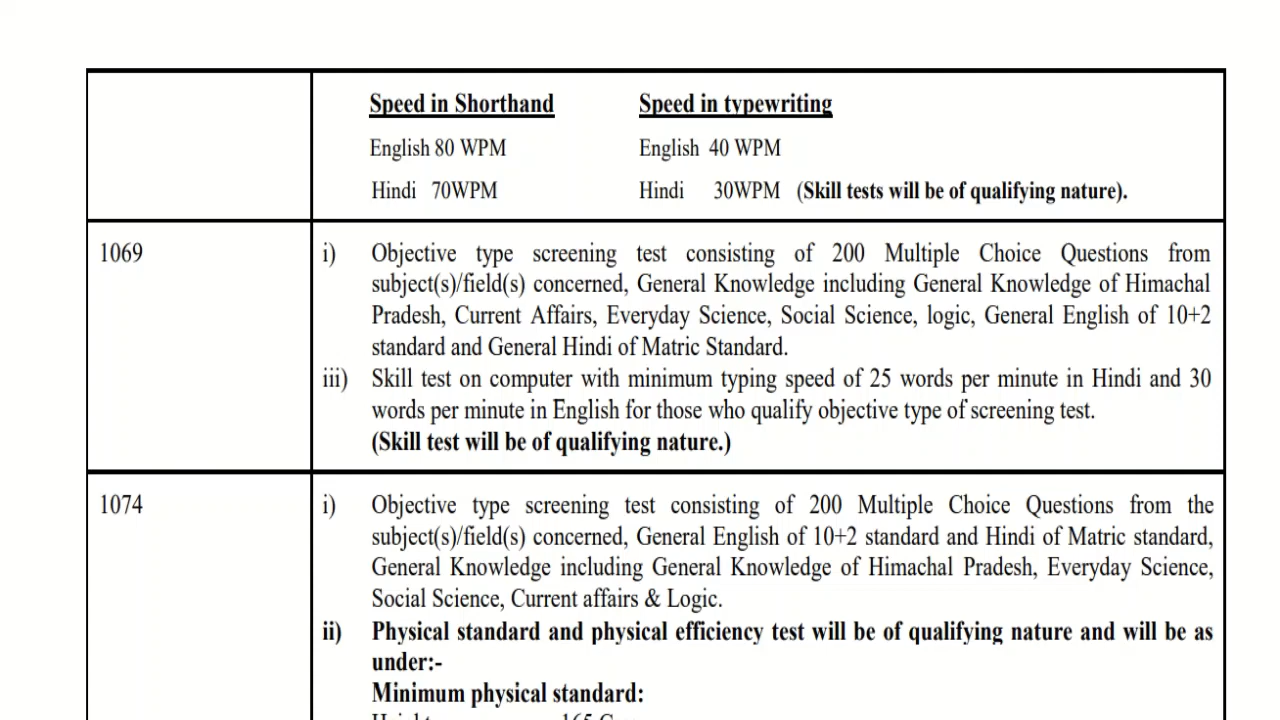 Speed in Shorthand Speed in typewriting
English 80 WPM English 40 WPM
Hindi 70WPM Hindi 30WPM (Skill tests will be of qualifying nature).
1069 i) Objective type screening test consisting of 200 Multiple Choice Questions from
subject(s)/field(s) concerned, General Knowledge including General Knowledge of Himachal
Pradesh, Current Affairs, Everyday Science, Social Science, logic, General English of 10+2
standard and General Hindi of Matric Standard.
iii) Skill test on computer with minimum typing speed of 25 words per minute in Hindi and 30
words per minute in English for those who qualify objective type of screening test.
(Skill test will be of qualifying nature.)
1074 i) Objective type screening test consisting of 200 Multiple Choice Questions from the
subject(s)/field(s) concerned, General English of 10+2 standard and Hindi of Matric standard,
General Knowledge including General Knowledge of Himachal Pradesh, Everyday Science,
Social Science, Current affairs & Logic.
ii) Physical standard and physical efficiency test will be of qualifying nature and will be as
under:-
Minimum physical standard: